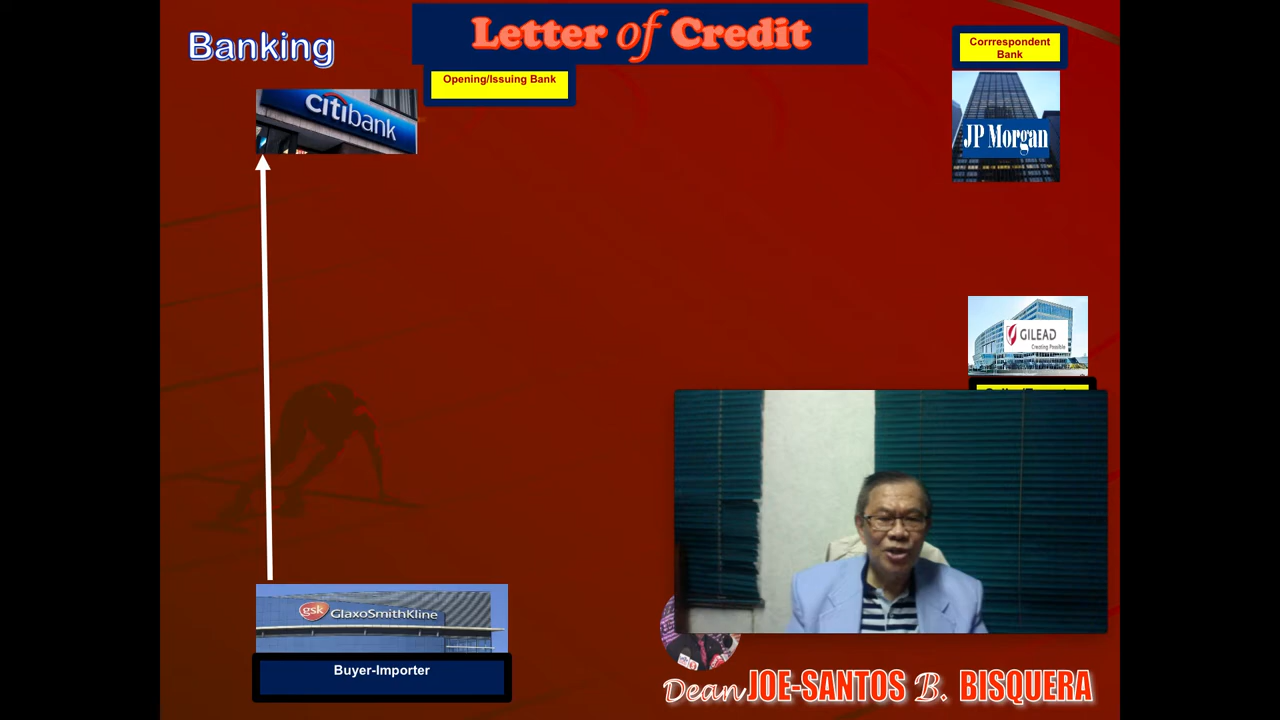 Banking
Letter of Credit
Corrrespondent
Bank
Opening/Issuing Bank
citibank
JP Morgan
GILEAD
Creating Possible
gsk GlaxoSmithKline
Buyer-Importer
Dean JOE-SANTOS B. BISQUERA